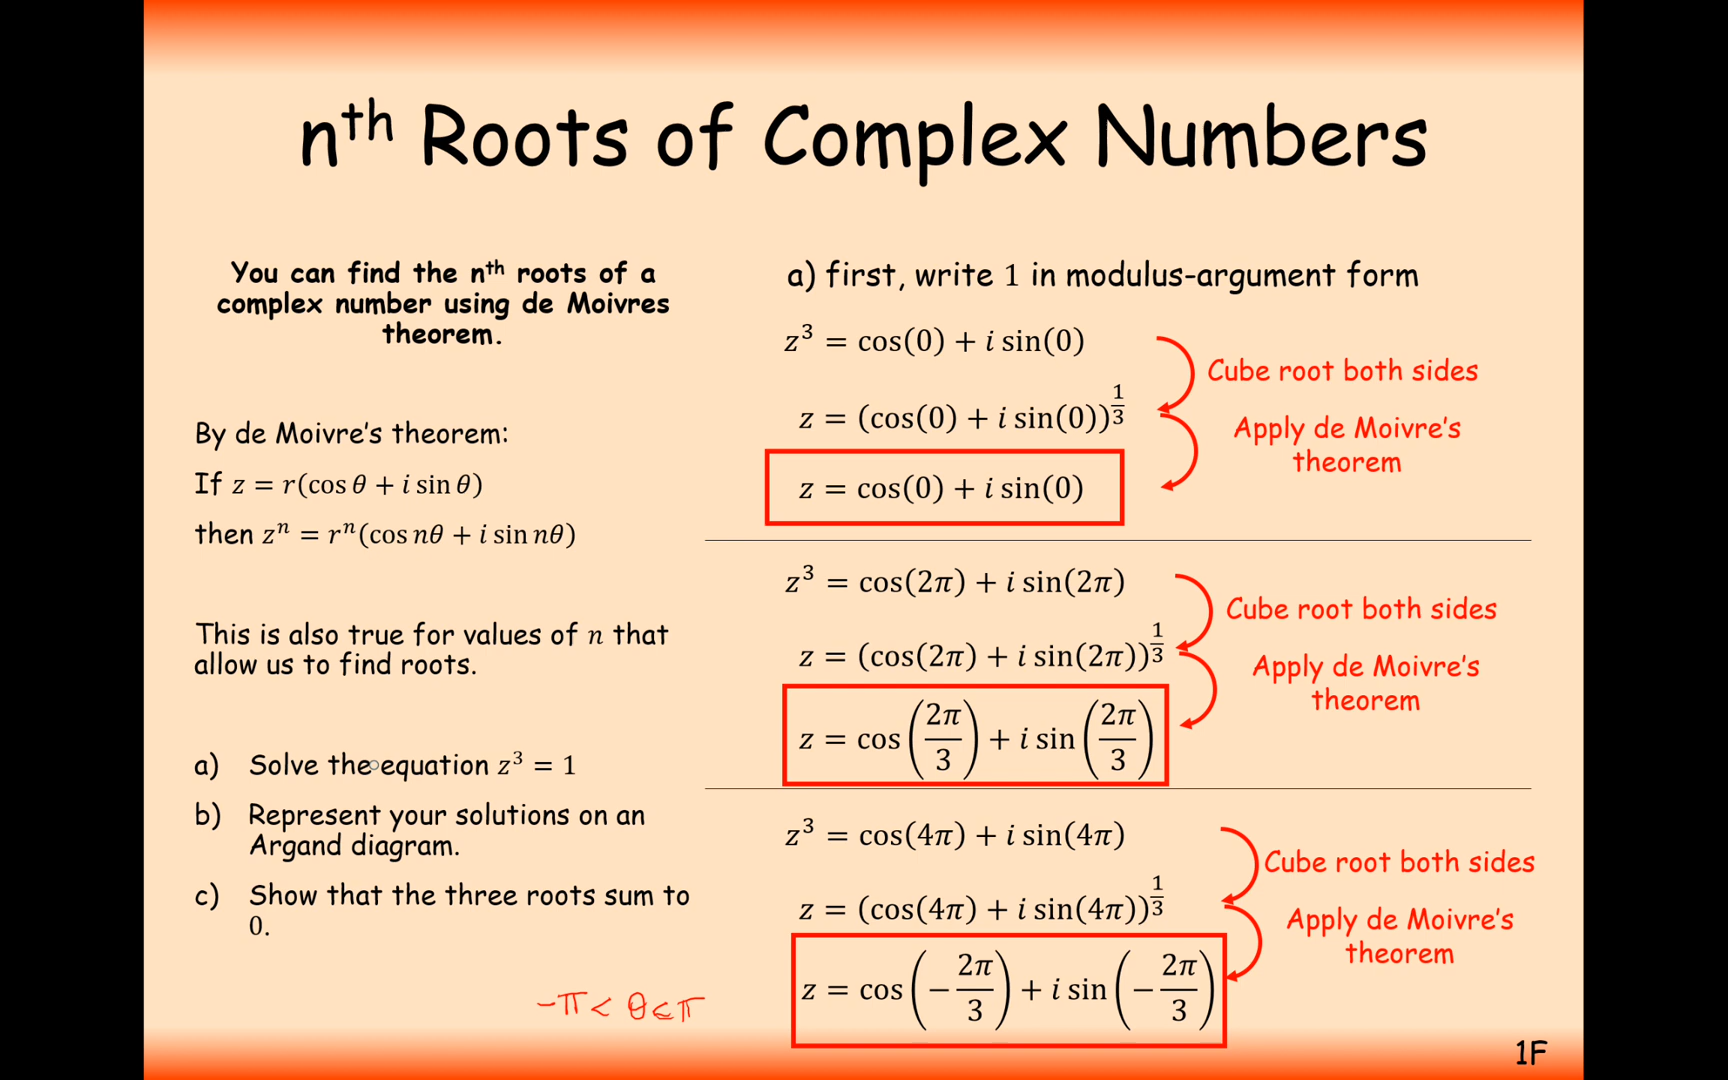 nᵗʰ Roots of Complex Numbers
You can find the nᵗʰ roots of a
complex number using de Moivres
theorem.
By de Moivre’s theorem:
If z = r(cos θ + i sin θ)
then zⁿ = rⁿ(cos nθ + i sin nθ)
This is also true for values of n that
allow us to find roots.
a) Solve the equation z³ = 1
b) Represent your solutions on an
Argand diagram.
c) Show that the three roots sum to
0.
−π < θ ≤ π
a) first, write 1 in modulus-argument form
z³ = cos(0) + i sin(0)
Cube root both sides
z = (cos(0) + i sin(0))^(1/3)
Apply de Moivre’s
theorem
z = cos(0) + i sin(0)
z³ = cos(2π) + i sin(2π)
Cube root both sides
z = (cos(2π) + i sin(2π))^(1/3)
Apply de Moivre’s
theorem
z = cos(2π/3) + i sin(2π/3)
z³ = cos(4π) + i sin(4π)
Cube root both sides
z = (cos(4π) + i sin(4π))^(1/3)
Apply de Moivre’s
theorem
z = cos(−2π/3) + i sin(−2π/3)
1F